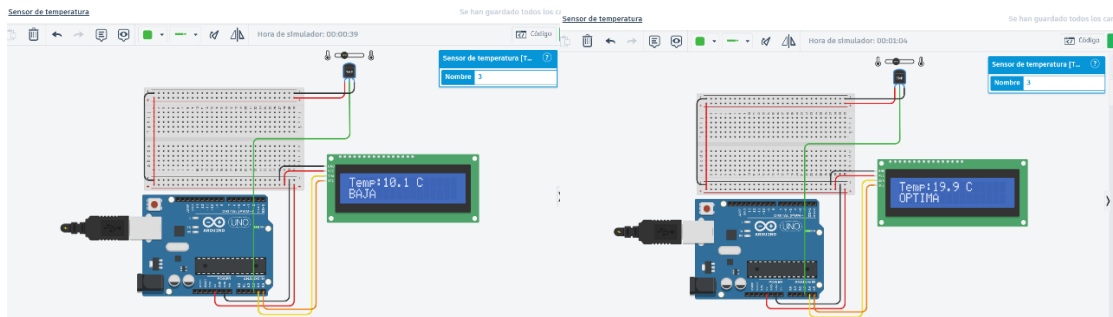 Sensor de temperatura
Se han guardado todos los ca
Hora de simulador: 00:00:39
Código
Sensor de temperatura [T... ?
Nombre 3
Temp:10.1 C
BAJA
UNO
ARDUINO
Sensor de temperatura
Se han guardado todos los car
Hora de simulador: 00:01:04
Código
Sensor de temperatura [T... ?
Nombre 3
Temp:19.9 C
OPTIMA
UNO
ARDUINO